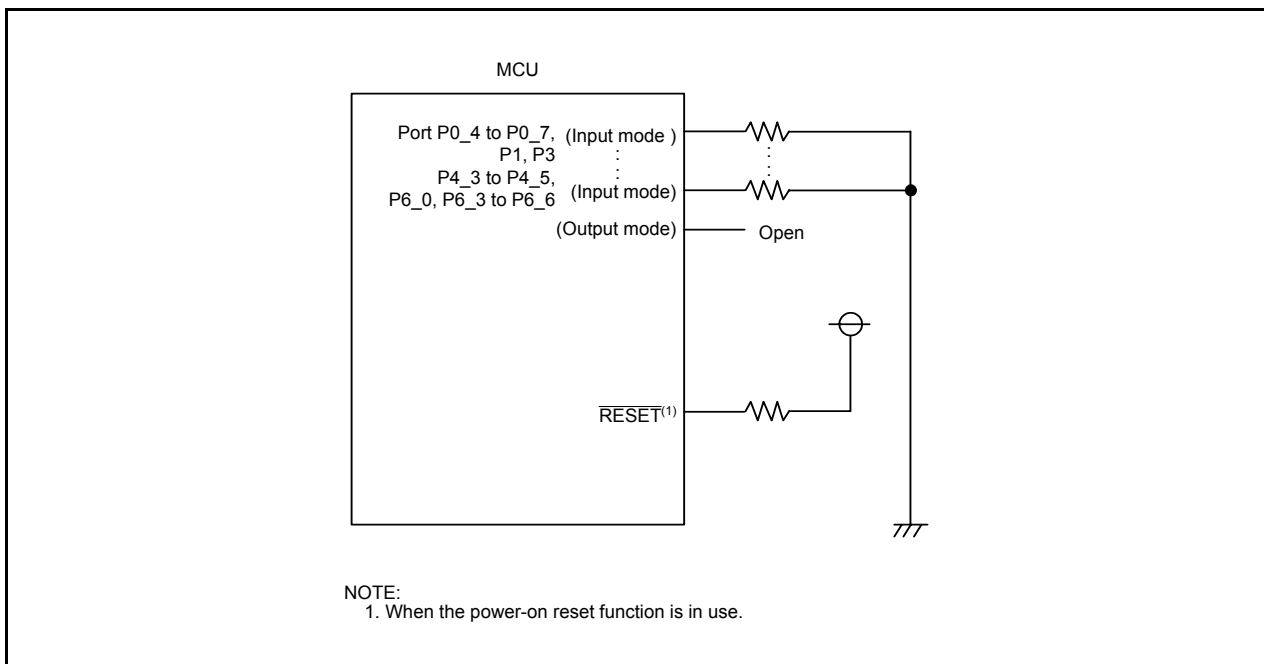 MCU
Port P0_4 to P0_7, (Input mode )
P1, P3 :
P4_3 to P4_5, :
P6_0, P6_3 to P6_6 (Input mode)
(Output mode) Open
RESET(1)
NOTE:
1. When the power-on reset function is in use.